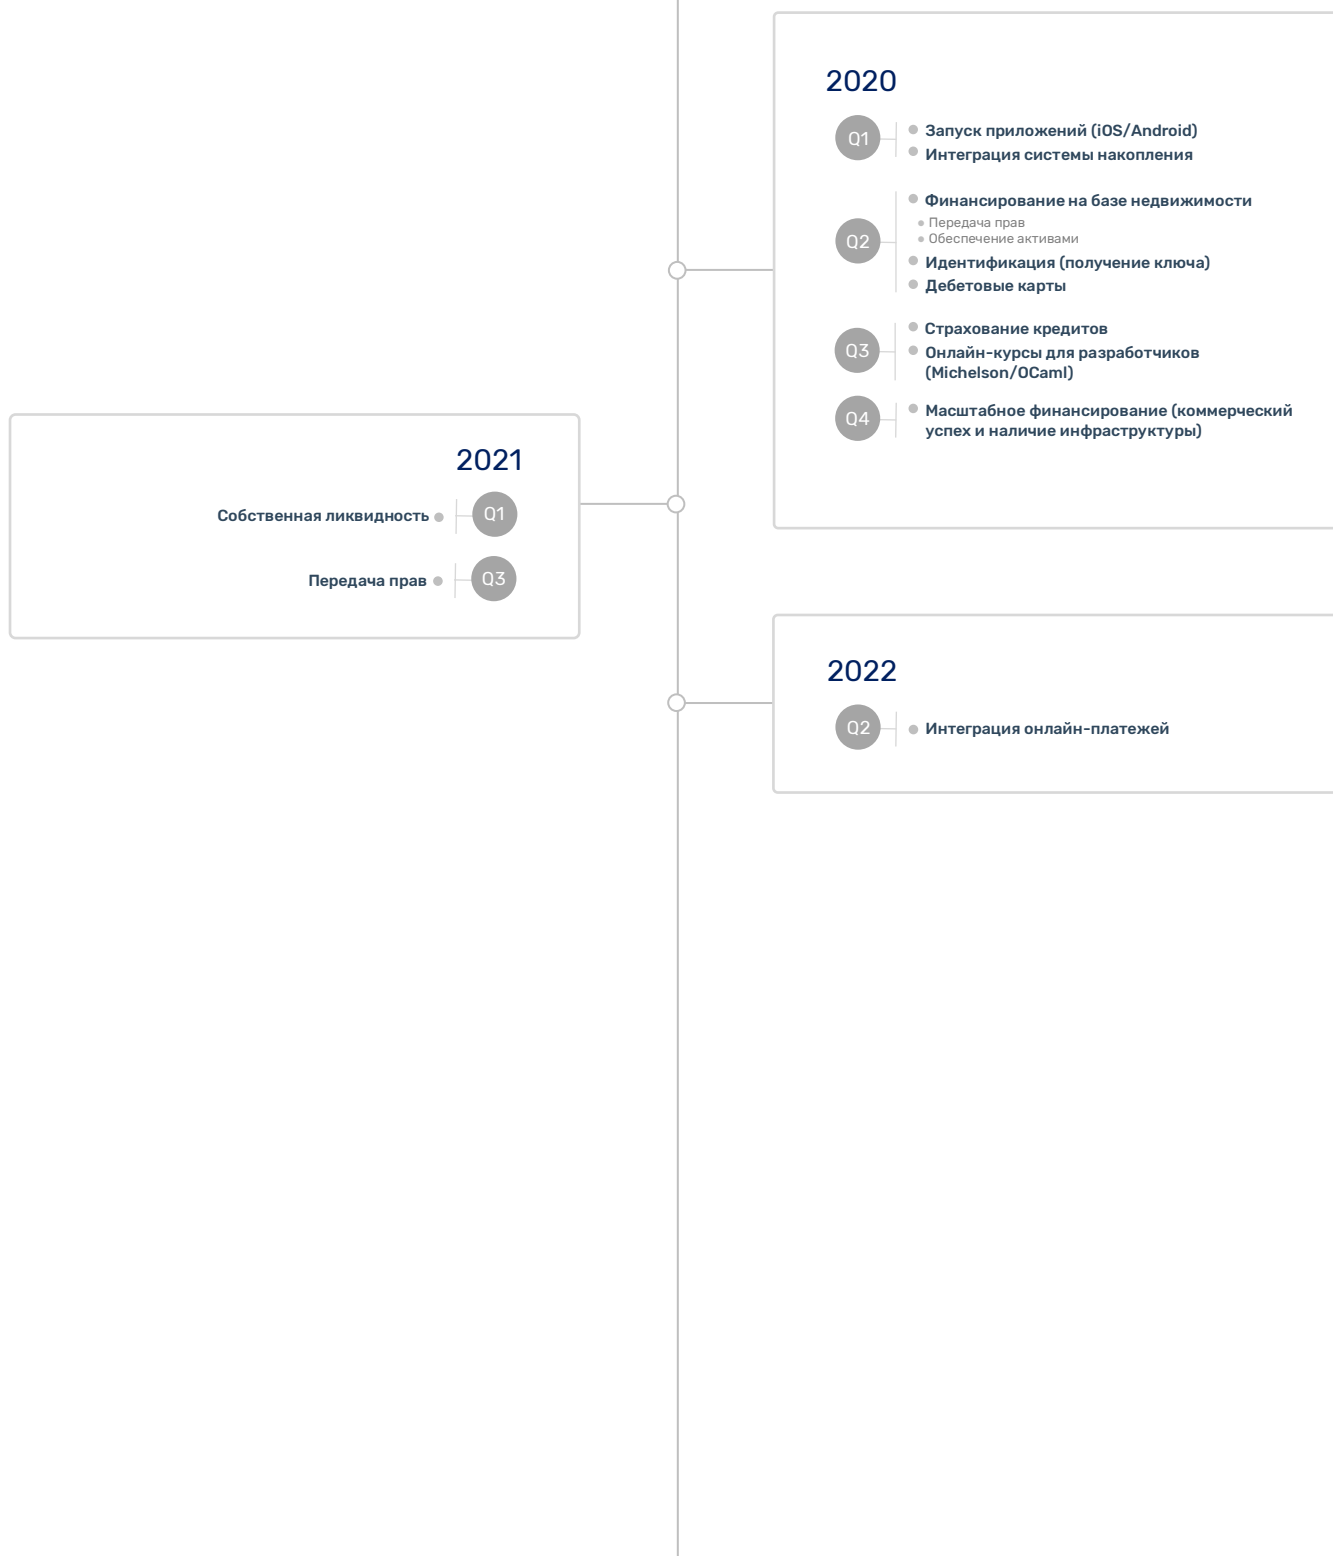 2020
Q1
Запуск приложений (iOS/Android)
Интеграция системы накопления
Q2
Финансирование на базе недвижимости
Передача прав
Обеспечение активами
Идентификация (получение ключа)
Дебетовые карты
Q3
Страхование кредитов
Онлайн-курсы для разработчиков
(Michelson/OCaml)
Q4
Масштабное финансирование (коммерческий
успех и наличие инфраструктуры)
2021
Собственная ликвидность
Q1
Передача прав
Q3
2022
Q2
Интеграция онлайн-платежей